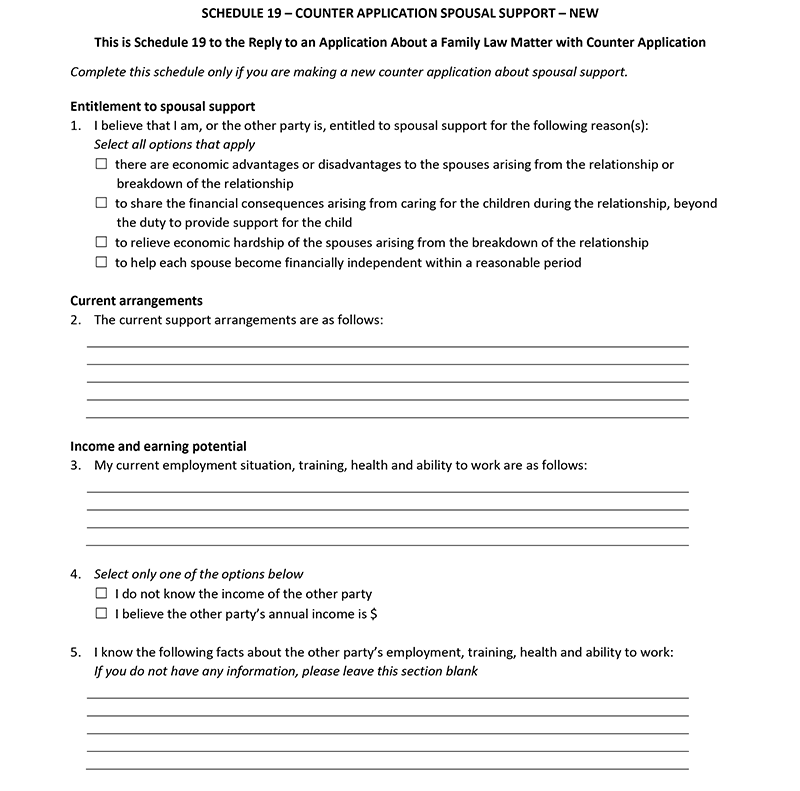 SCHEDULE 19 – COUNTER APPLICATION SPOUSAL SUPPORT – NEW
This is Schedule 19 to the Reply to an Application About a Family Law Matter with Counter Application
Complete this schedule only if you are making a new counter application about spousal support.
Entitlement to spousal support
1. I believe that I am, or the other party is, entitled to spousal support for the following reason(s):
Select all options that apply
☐ there are economic advantages or disadvantages to the spouses arising from the relationship or
breakdown of the relationship
☐ to share the financial consequences arising from caring for the children during the relationship, beyond
the duty to provide support for the child
☐ to relieve economic hardship of the spouses arising from the breakdown of the relationship
☐ to help each spouse become financially independent within a reasonable period
Current arrangements
2. The current support arrangements are as follows:
Income and earning potential
3. My current employment situation, training, health and ability to work are as follows:
4. Select only one of the options below
☐ I do not know the income of the other party
☐ I believe the other party's annual income is $
5. I know the following facts about the other party's employment, training, health and ability to work:
If you do not have any information, please leave this section blank